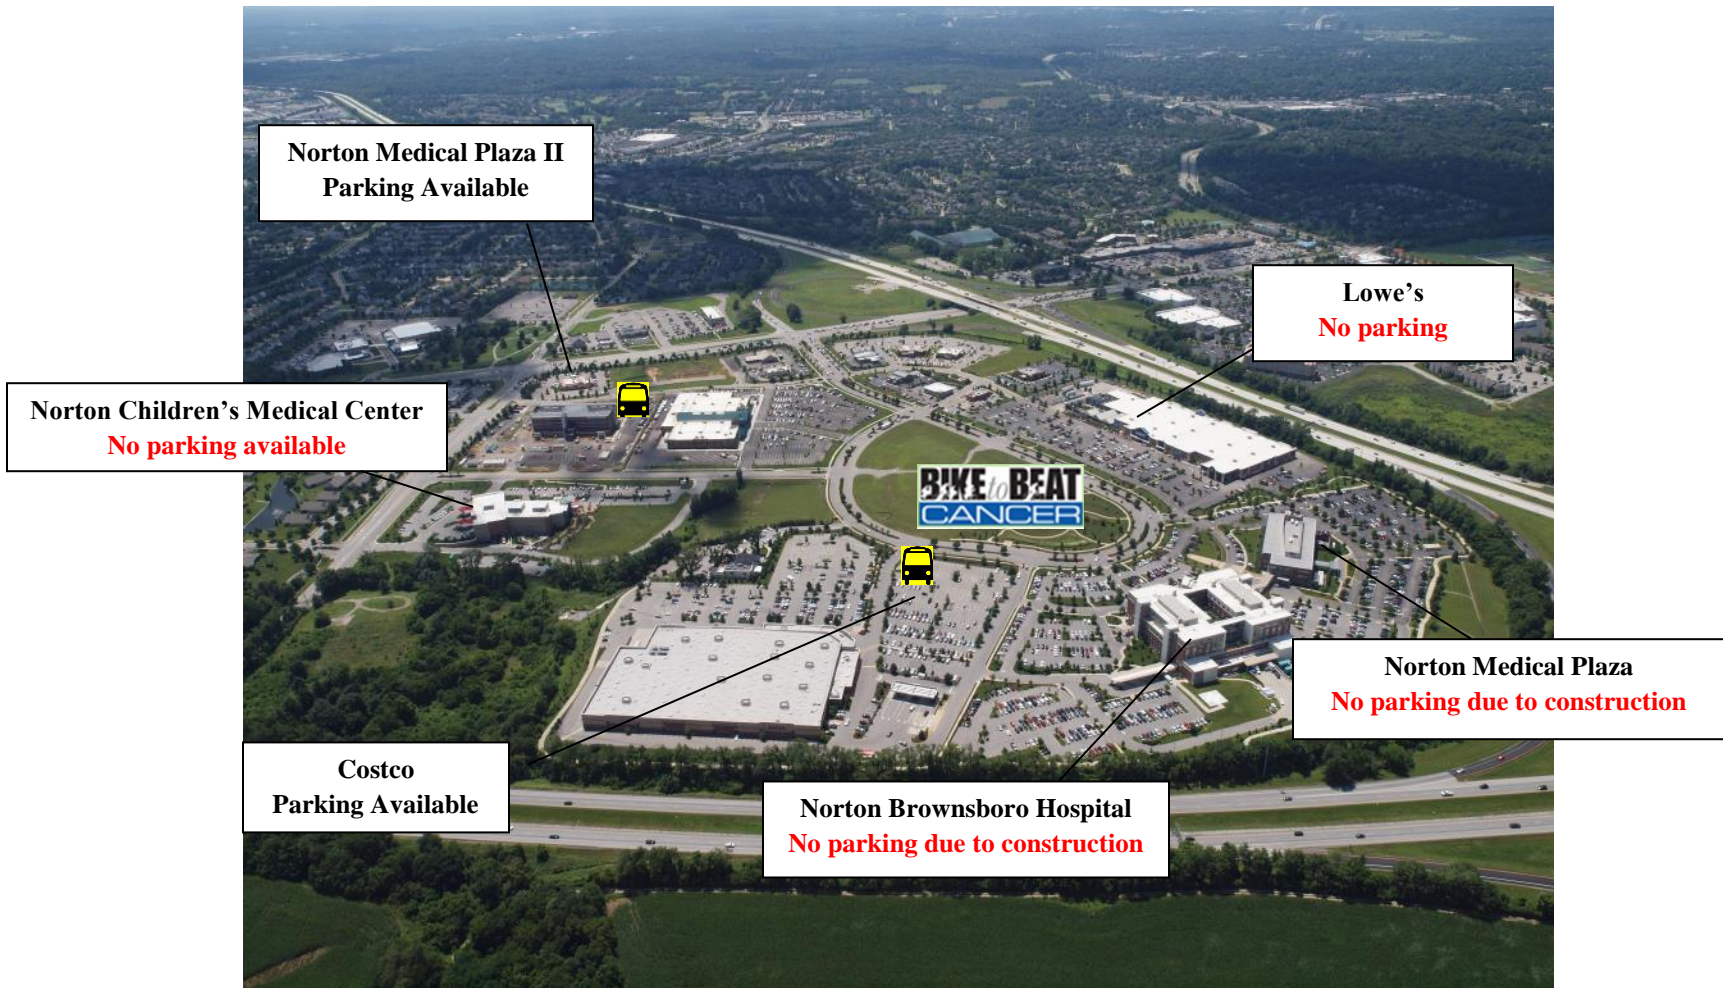 Norton Medical Plaza II
Parking Available
Lowe's
No parking
Norton Children's Medical Center
No parking available
BIKE to BEAT
CANCER
Norton Medical Plaza
No parking due to construction
Costco
Parking Available
Norton Brownsboro Hospital
No parking due to construction